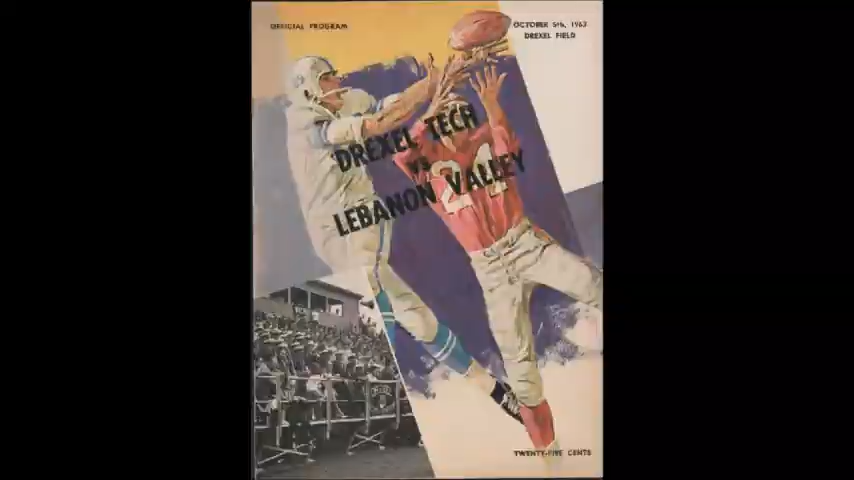 OFFICIAL PROGRAM
OCTOBER 5th, 1963
DREXEL FIELD
DREXEL TECH
VS
LEBANON VALLEY
24
TWENTY-FIVE CENTS